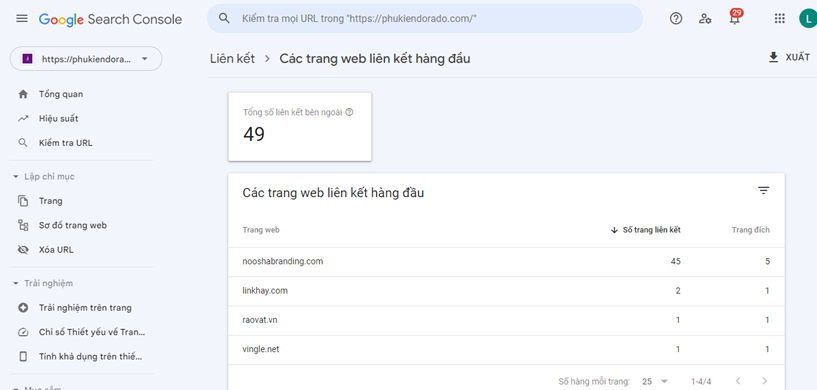 Google Search Console
Kiểm tra mọi URL trong "https://phukiendorado.com/"
29
L
https://phukiendora...
Liên kết > Các trang web liên kết hàng đầu
XUẤT
Tổng quan
Hiệu suất
Kiểm tra URL
Lập chỉ mục
Trang
Sơ đồ trang web
Xóa URL
Trải nghiệm
Trải nghiệm trên trang
Chỉ số Thiết yếu về Tran...
Tính khả dụng trên thiế...
Tổng số liên kết bên ngoài
49
Các trang web liên kết hàng đầu
Trang web Số trang liên kết Trang đích
nooshabranding.com 45 5
linkhay.com 2 1
raovat.vn 1 1
vingle.net 1 1
Số hàng mỗi trang: 25 1-4/4